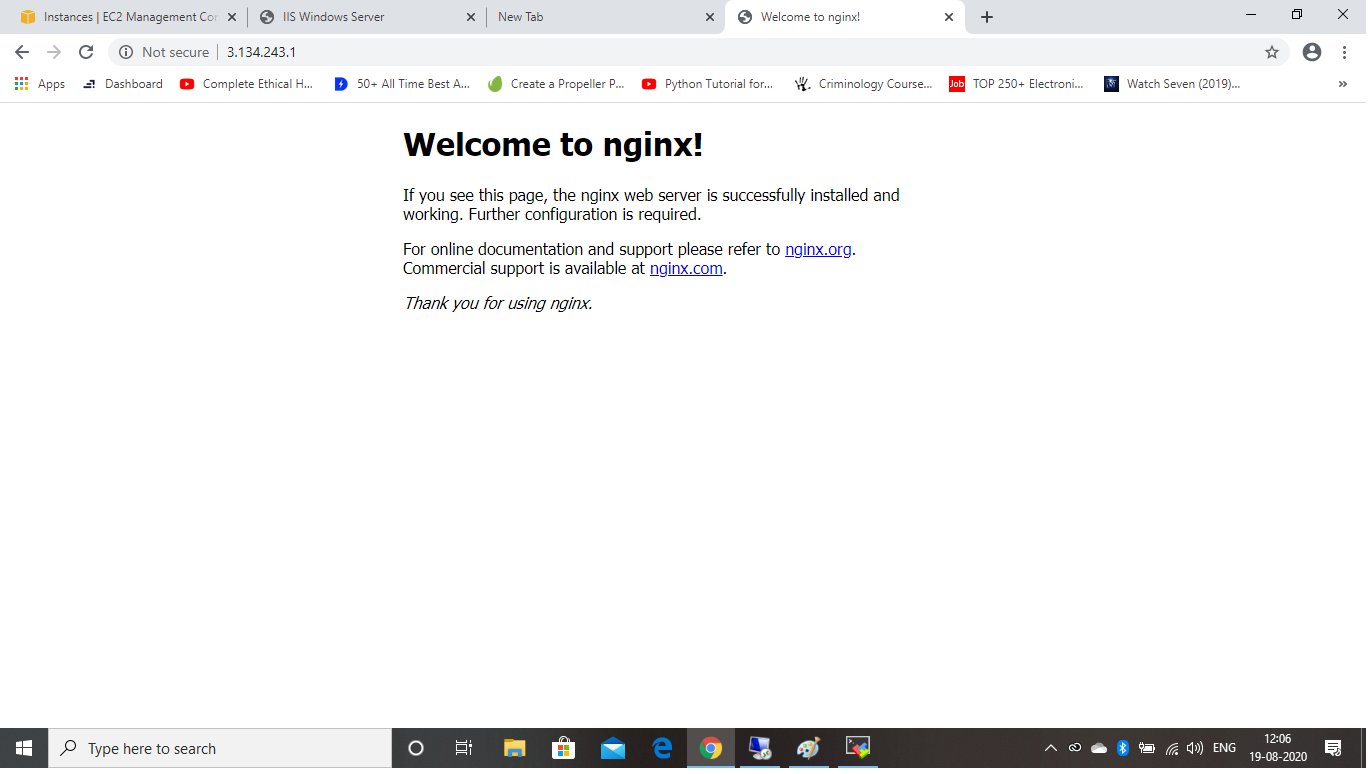 Instances | EC2 Management Con
IIS Windows Server
New Tab
Welcome to nginx!
Not secure
3.134.243.1
Apps
Dashboard
Complete Ethical H...
50+ All Time Best A...
Create a Propeller P...
Python Tutorial for...
Criminology Course...
Job
TOP 250+ Electroni...
Watch Seven (2019)...
»
Welcome to nginx!
If you see this page, the nginx web server is successfully installed and
working. Further configuration is required.
For online documentation and support please refer to nginx.org.
Commercial support is available at nginx.com.
Thank you for using nginx.
Type here to search
ENG
12:06
19-08-2020